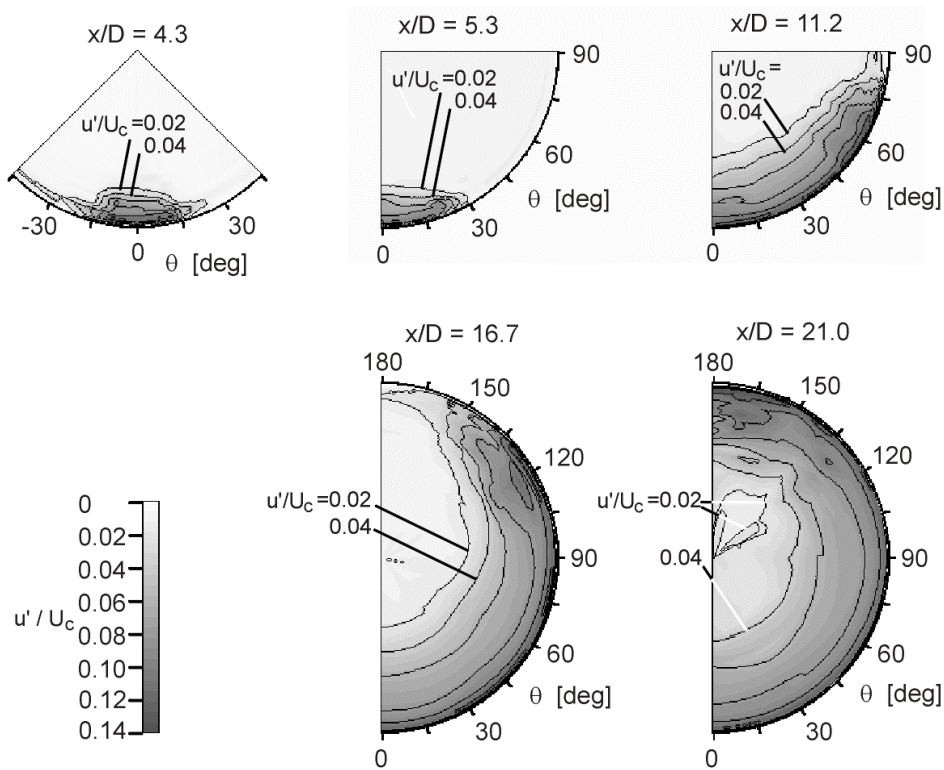 x/D = 4.3
u'/Uc =0.02
0.04
-30
30
0
θ [deg]
x/D = 5.3
u'/Uc =0.02
0.04
90
60
θ [deg]
30
0
x/D = 11.2
u'/Uc =
0.02
0.04
90
60
θ [deg]
30
0
x/D = 16.7
180
150
120
u'/Uc=0.02
0.04
90
60
θ [deg]
30
0
x/D = 21.0
180
150
120
u'/Uc=0.02
0.04
90
60
θ [deg]
30
0
0
0.02
0.04
0.06
u' / Uc
0.08
0.10
0.12
0.14